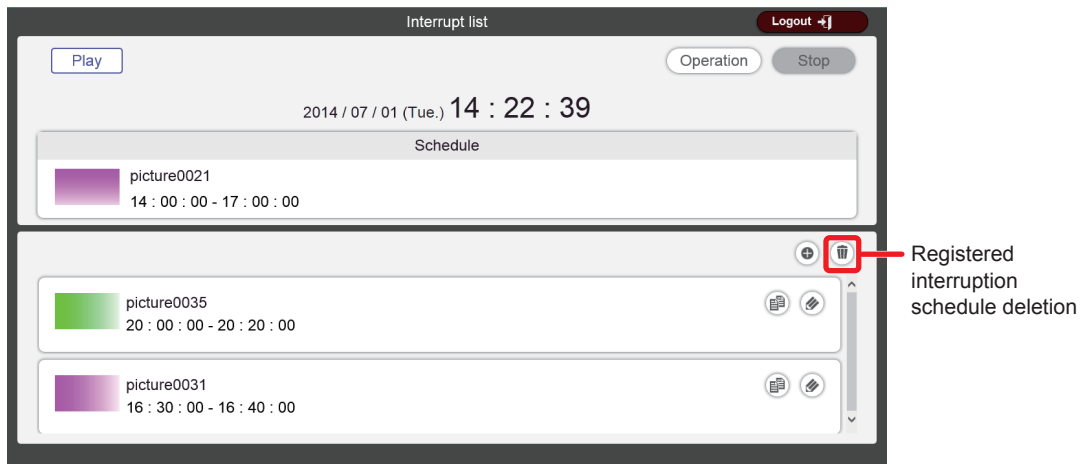 Interrupt list
Logout
Play
Operation
Stop
2014 / 07 / 01 (Tue.) 14 : 22 : 39
Schedule
picture0021
14 : 00 : 00 - 17 : 00 : 00
Registered
interruption
schedule deletion
picture0035
20 : 00 : 00 - 20 : 20 : 00
picture0031
16 : 30 : 00 - 16 : 40 : 00